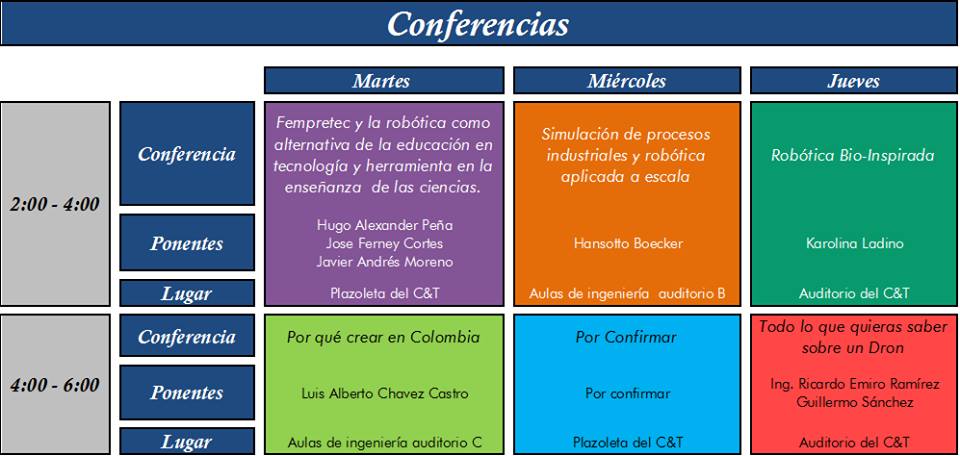 Conferencias
Martes
Miércoles
Jueves
2:00 - 4:00
Conferencia
Fempretec y la robótica como
alternativa de la educación en
tecnología y herramienta en la
enseñanza de las ciencias.
Simulación de procesos
industriales y robótica
aplicada a escala
Robótica Bio-Inspirada
Ponentes
Hugo Alexander Peña
Jose Ferney Cortes
Javier Andrés Moreno
Hansotto Boecker
Karolina Ladino
Lugar
Plazoleta del C&T
Aulas de ingeniería auditorio B
Auditorio del C&T
4:00 - 6:00
Conferencia
Por qué crear en Colombia
Por Confirmar
Todo lo que quieras saber
sobre un Dron
Ponentes
Luis Alberto Chavez Castro
Por confirmar
Ing. Ricardo Emiro Ramírez
Guillermo Sánchez
Lugar
Aulas de ingeniería auditorio C
Plazoleta del C&T
Auditorio del C&T